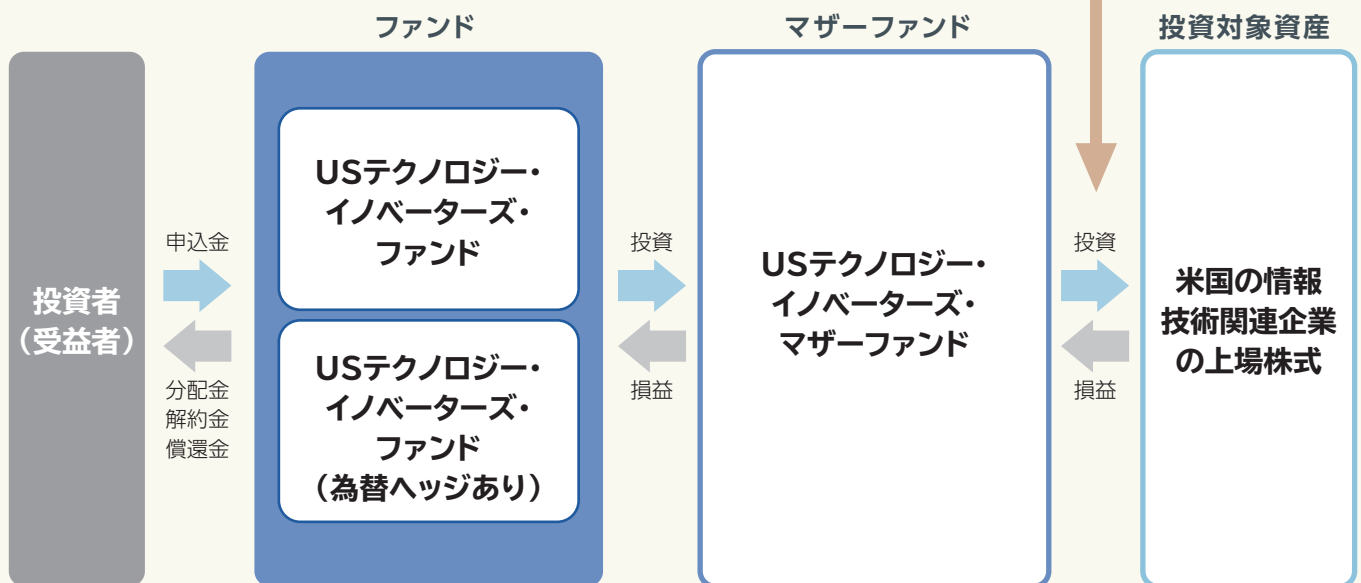 ファンド
マザーファンド
投資対象資産
投資者
（受益者）
申込金
分配金
解約金
償還金
USテクノロジー・
イノベーターズ・
ファンド
USテクノロジー・
イノベーターズ・
ファンド
（為替ヘッジあり）
投資
損益
USテクノロジー・
イノベーターズ・
マザーファンド
投資
損益
米国の情報
技術関連企業
の上場株式